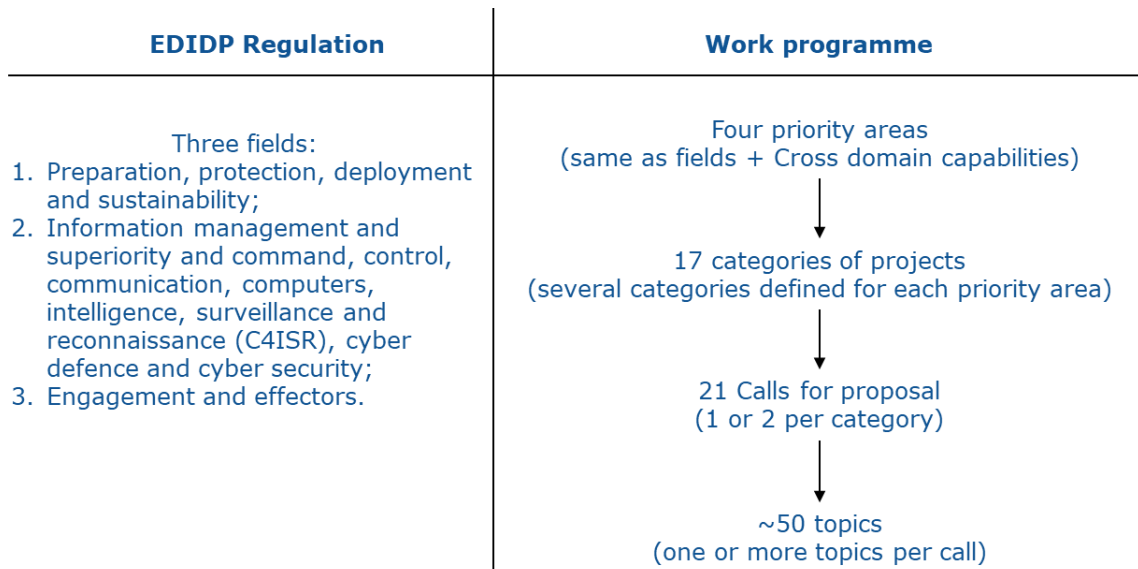 EDIDP Regulation
Three fields:
1. Preparation, protection, deployment
and sustainability;
2. Information management and
superiority and command, control,
communication, computers,
intelligence, surveillance and
reconnaissance (C4ISR), cyber
defence and cyber security;
3. Engagement and effectors.
Work programme
Four priority areas
(same as fields + Cross domain capabilities)
17 categories of projects
(several categories defined for each priority area)
21 Calls for proposal
(1 or 2 per category)
~50 topics
(one or more topics per call)